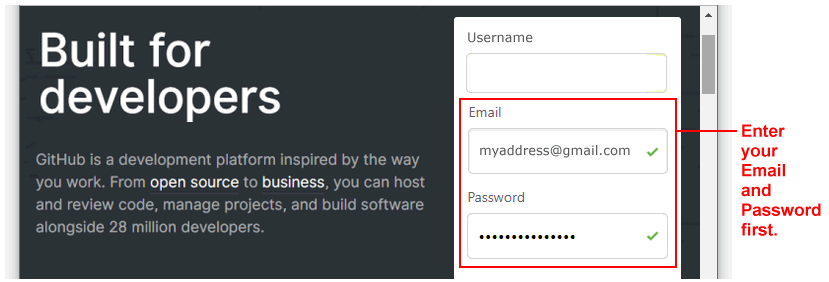 Built for
developers
GitHub is a development platform inspired by the way
you work. From open source to business, you can host
and review code, manage projects, and build software
alongside 28 million developers.
Username
Email
myaddress@gmail.com
Password
•••••••••••••••
Enter
your
Email
and
Password
first.